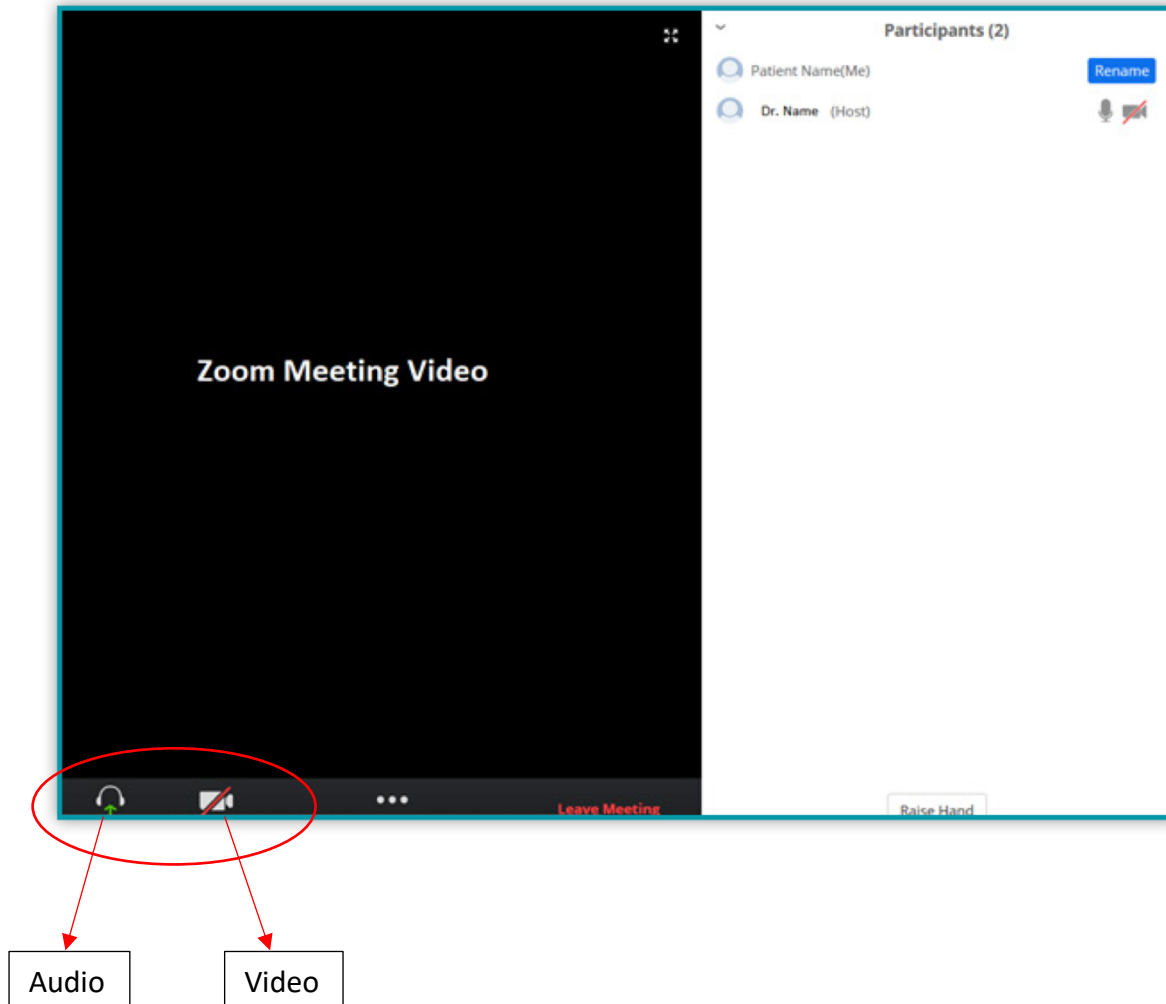 Participants (2)
Patient Name(Me)
Rename
Dr. Name (Host)
Zoom Meeting Video
Leave Meeting
Raise Hand
Audio
Video